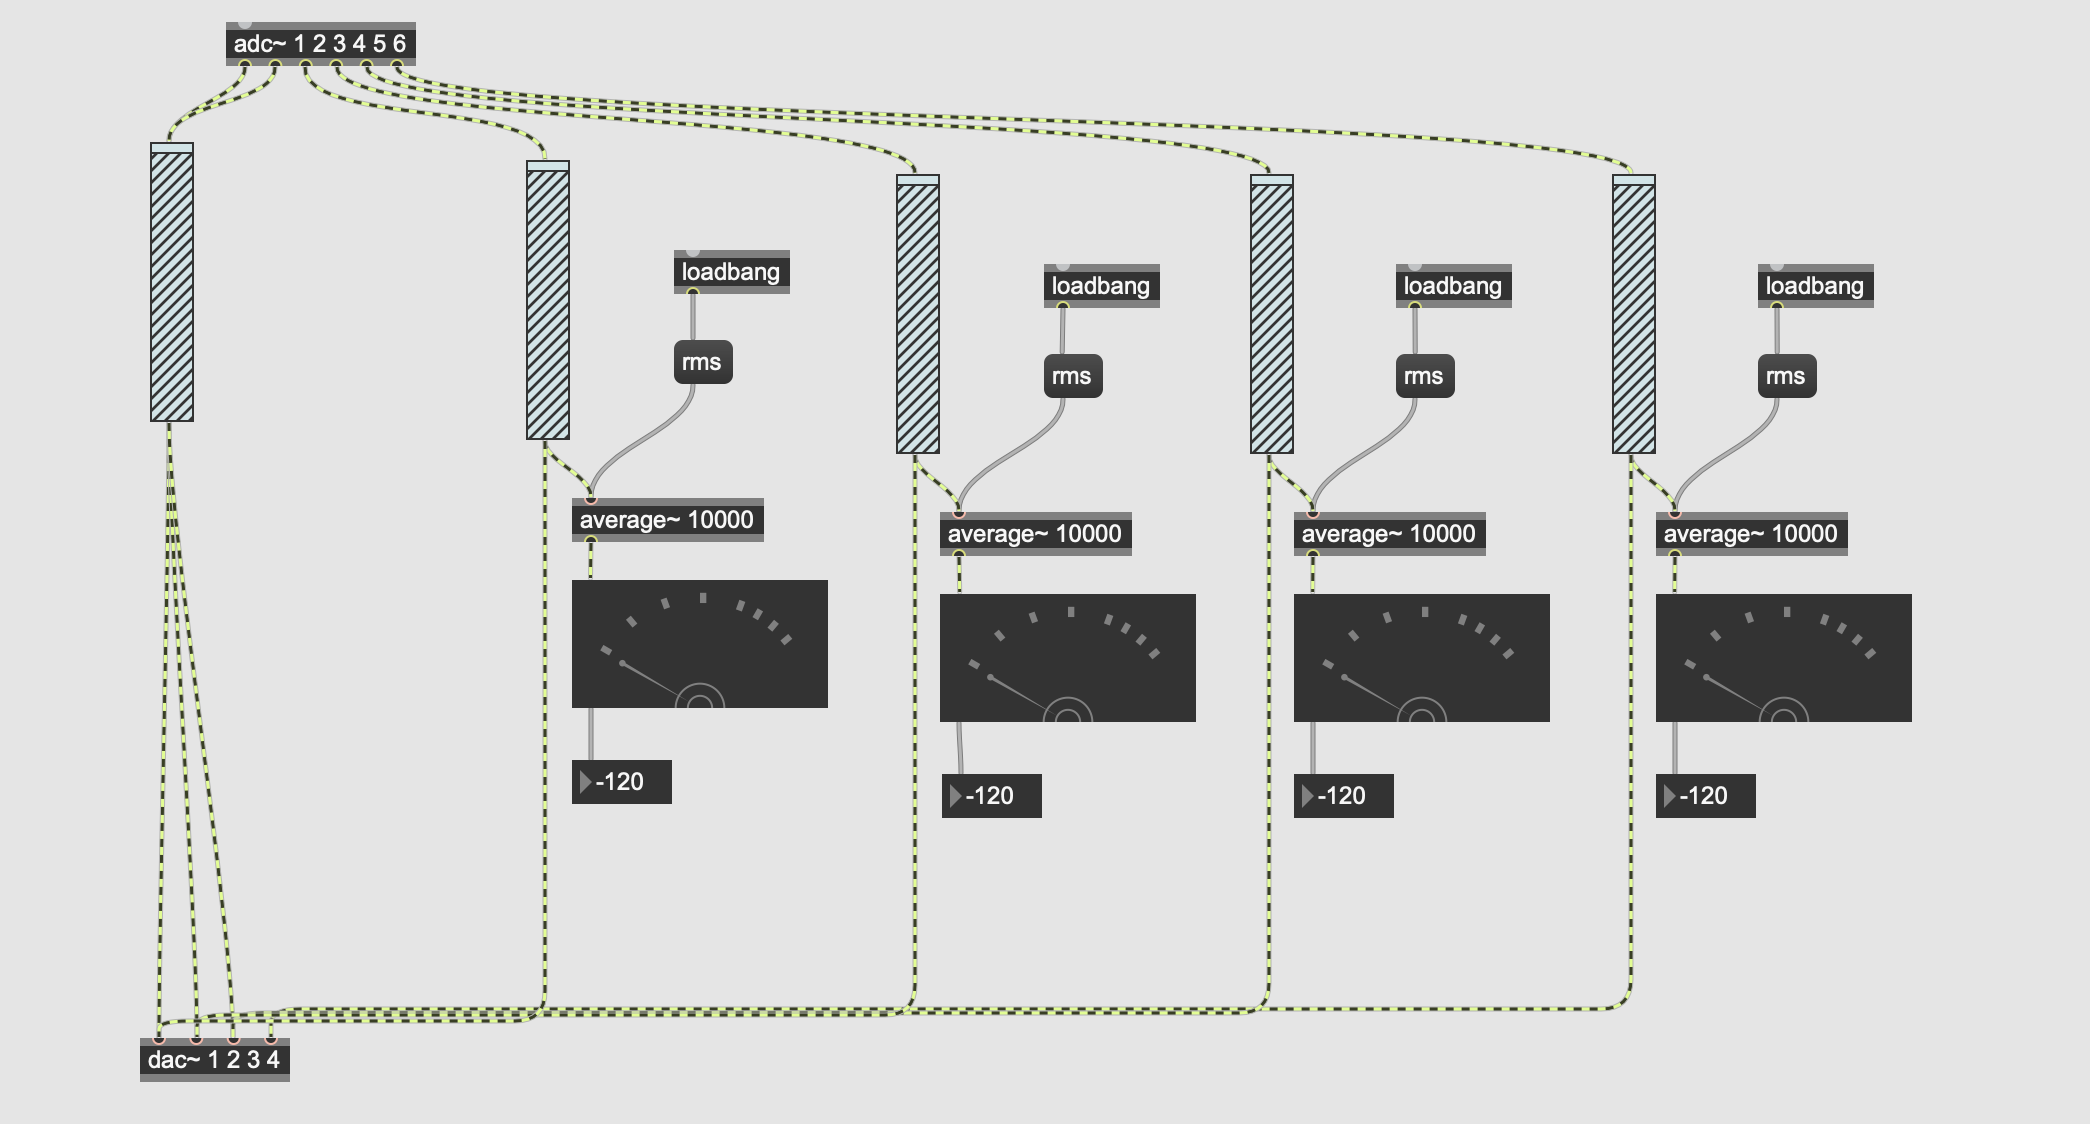 adc~ 1 2 3 4 5 6
loadbang
loadbang
loadbang
loadbang
rms
rms
rms
rms
average~ 10000
average~ 10000
average~ 10000
average~ 10000
-120
-120
-120
-120
dac~ 1 2 3 4